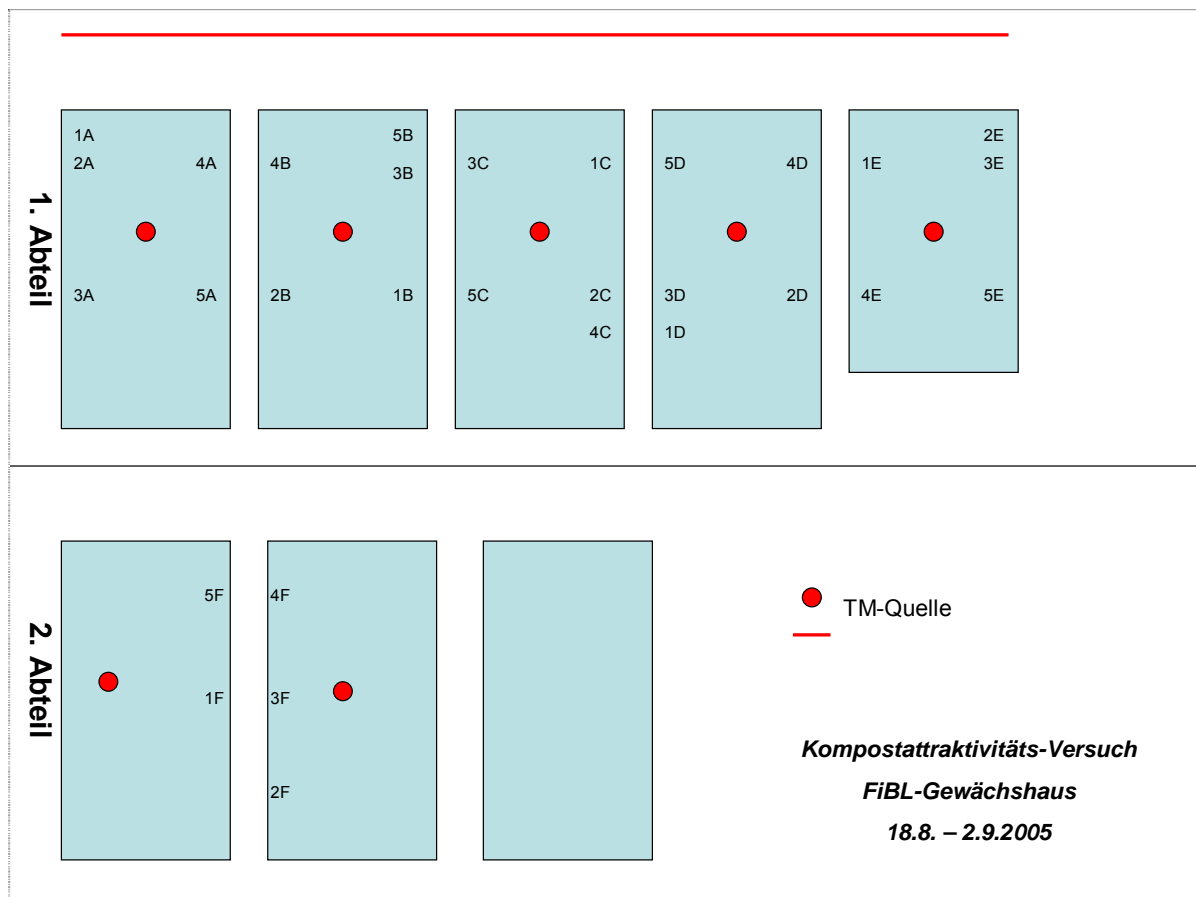 1. Abteil
1A
2A
4A
3A
5A
5B
4B
3B
2B
1B
3C
1C
5C
2C
4C
5D
4D
3D
2D
1D
2E
1E
3E
4E
5E
2. Abteil
5F
1F
4F
3F
2F
TM-Quelle
Kompostattraktivitäts-Versuch
FiBL-Gewächshaus
18.8. – 2.9.2005